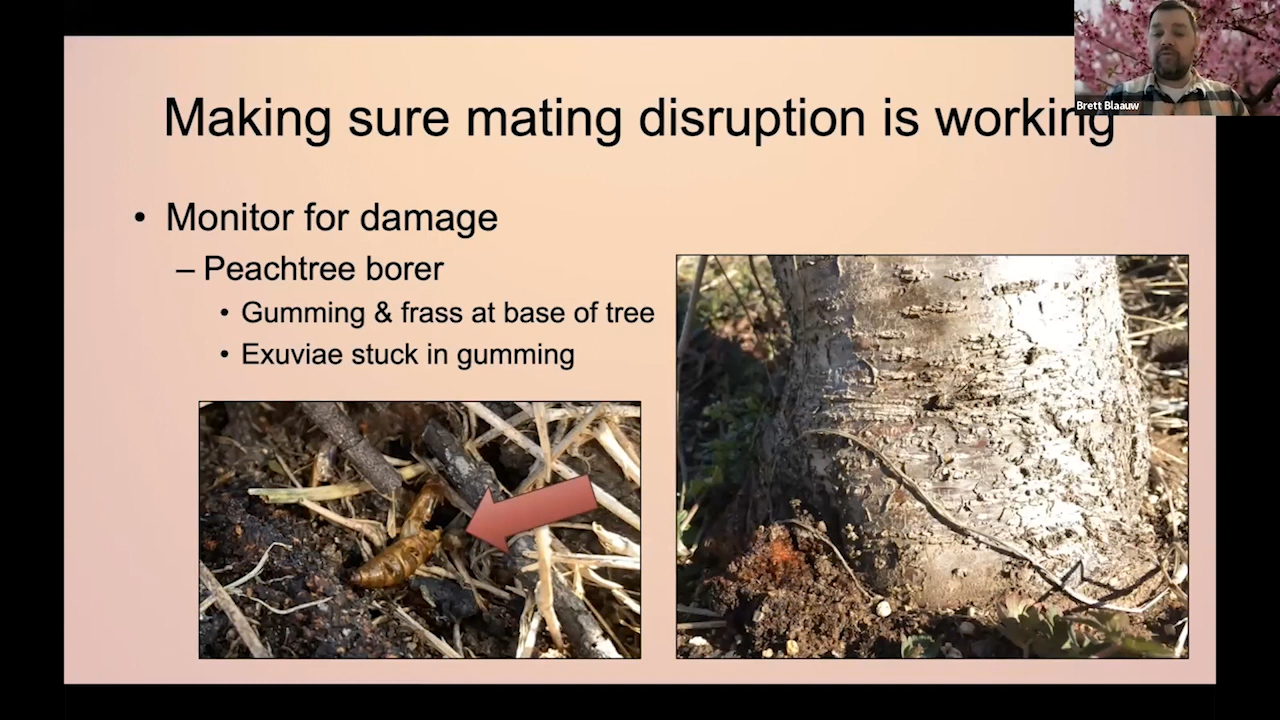 Making sure mating disruption is working
Brett Blaauw
• Monitor for damage
– Peachtree borer
• Gumming & frass at base of tree
• Exuviae stuck in gumming